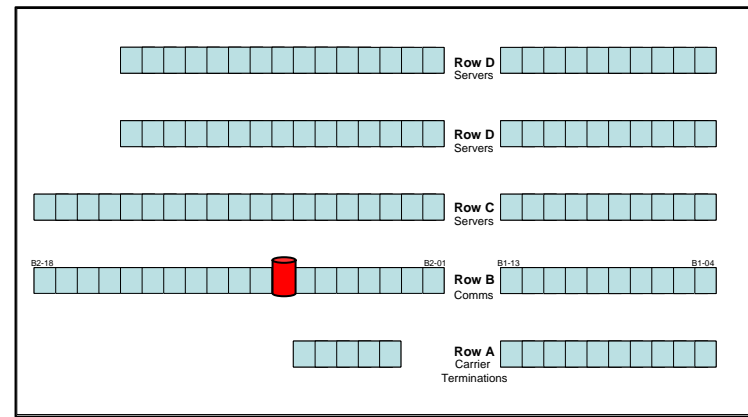 Row D
Servers
Row D
Servers
Row C
Servers
B2-18
B2-01
B1-13
B1-04
Row B
Comms
Row A
Carrier
Terminations